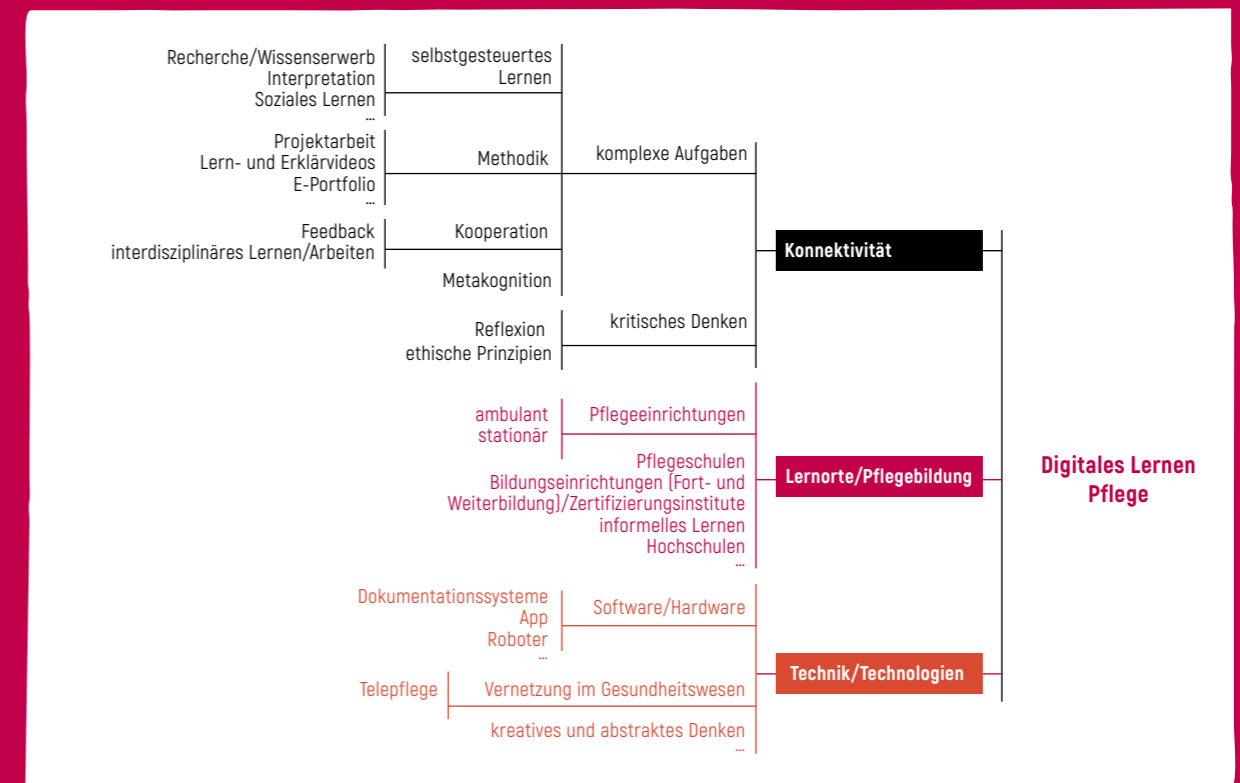 Recherche/Wissenserwerb
Interpretation
Soziales Lernen
...
selbstgesteuertes
Lernen
Projektarbeit
Lern- und Erklärvideos
E-Portfolio
...
Methodik
komplexe Aufgaben
Feedback
interdisziplinäres Lernen/Arbeiten
Kooperation
Metakognition
Konnektivität
Reflexion
ethische Prinzipien
kritisches Denken
ambulant
stationär
Pflegeeinrichtungen
Pflegeschulen
Bildungseinrichtungen (Fort- und
Weiterbildung)/Zertifizierungsinstitute
informelles Lernen
Hochschulen
...
Lernorte/Pflegebildung
Digitales Lernen
Pflege
Dokumentationssysteme
App
Roboter
...
Software/Hardware
Telepflege
Vernetzung im Gesundheitswesen
kreatives und abstraktes Denken
...
Technik/Technologien